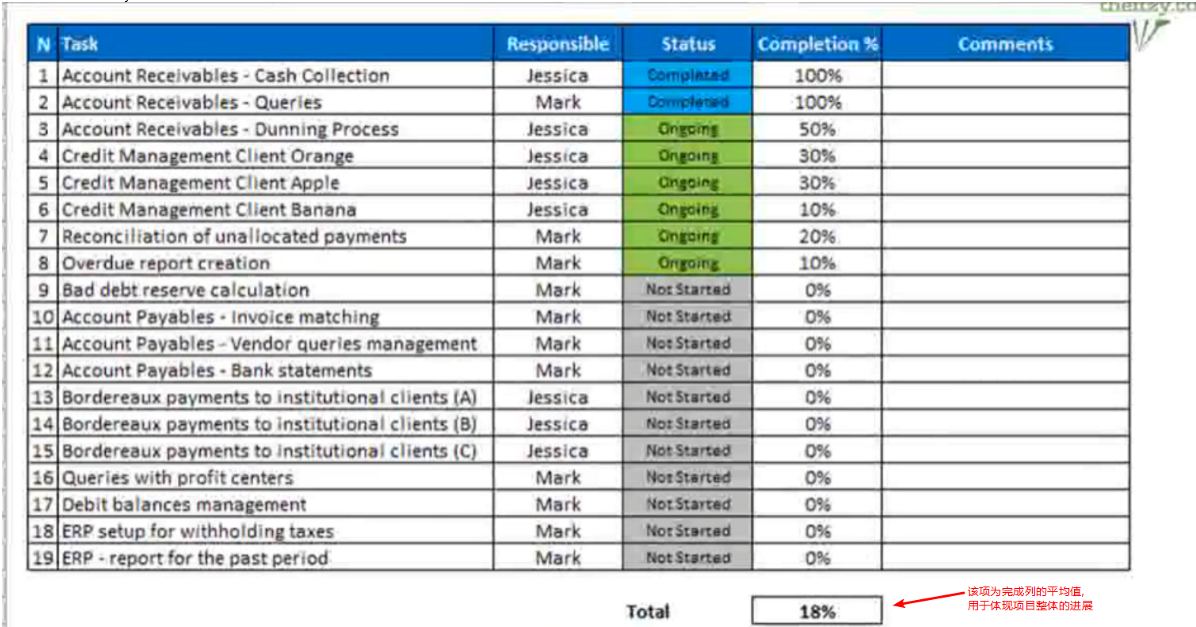 N Task Responsible Status Completion % Comments
1 Account Receivables - Cash Collection Jessica Completed 100%
2 Account Receivables - Queries Mark Completed 100%
3 Account Receivables - Dunning Process Jessica Ongoing 50%
4 Credit Management Client Orange Jessica Ongoing 30%
5 Credit Management Client Apple Jessica Ongoing 30%
6 Credit Management Client Banana Jessica Ongoing 10%
7 Reconciliation of unallocated payments Mark Ongoing 20%
8 Overdue report creation Mark Ongoing 10%
9 Bad debt reserve calculation Mark Not Started 0%
10 Account Payables - Invoice matching Mark Not Started 0%
11 Account Payables - Vendor queries management Mark Not Started 0%
12 Account Payables - Bank statements Mark Not Started 0%
13 Bordereaux payments to institutional clients (A) Jessica Not Started 0%
14 Bordereaux payments to institutional clients (B) Jessica Not Started 0%
15 Bordereaux payments to institutional clients (C) Jessica Not Started 0%
16 Queries with profit centers Mark Not Started 0%
17 Debit balances management Mark Not Started 0%
18 ERP setup for withholding taxes Mark Not Started 0%
19 ERP - report for the past period Mark Not Started 0%
Total 18%
该项为完成列的平均值,
用于体现项目整体的进展